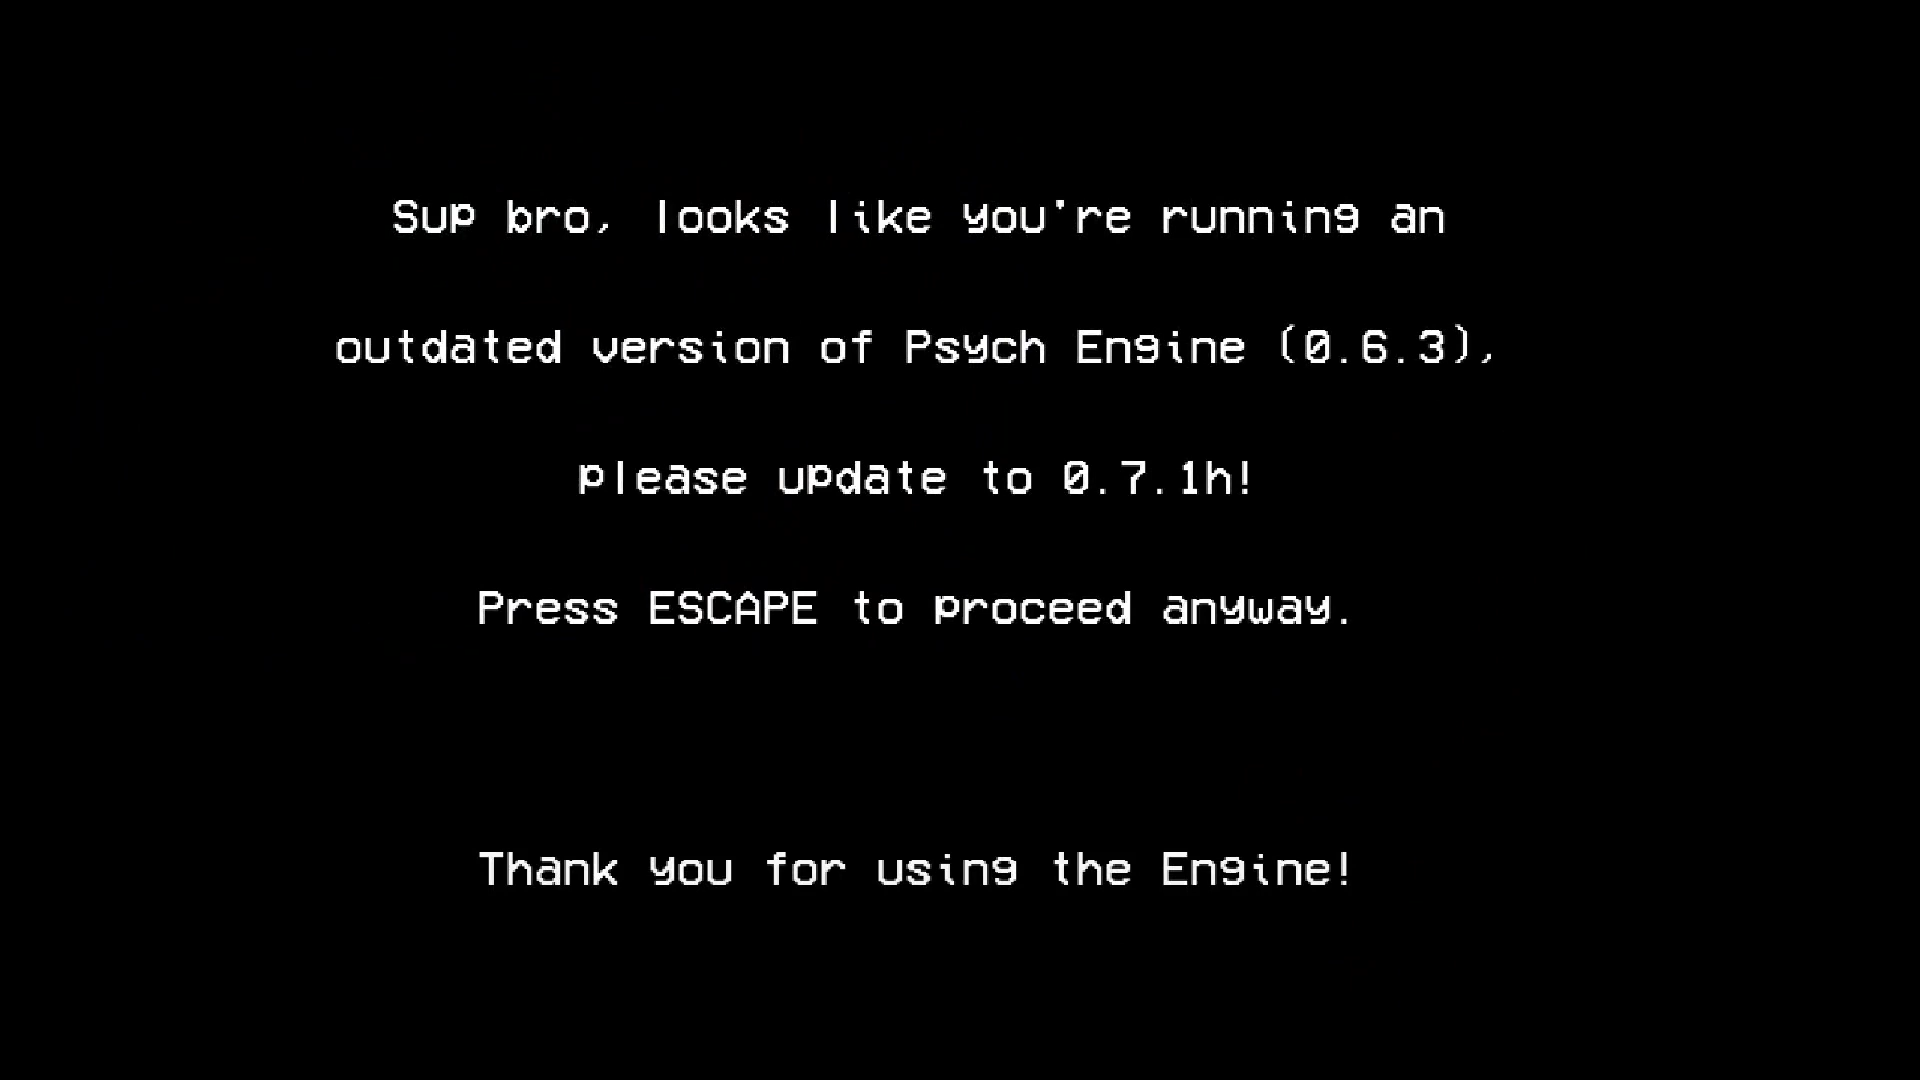 Sup bro, looks like you're running an
outdated version of Psych Engine (0.6.3),
please update to 0.7.1h!
Press ESCAPE to proceed anyway.
Thank you for using the Engine!